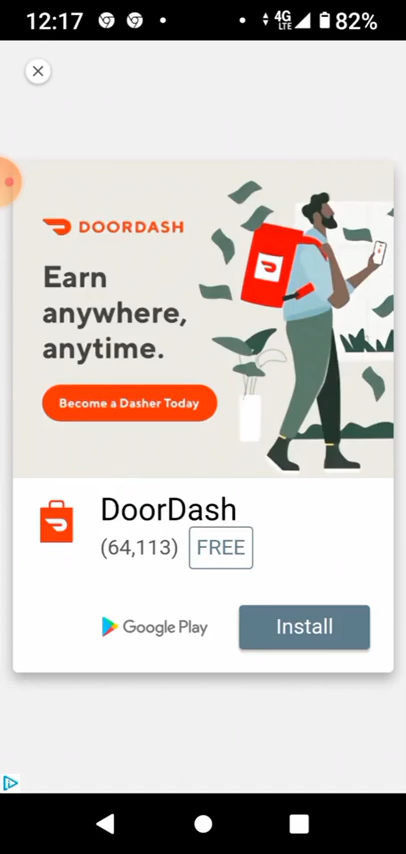 12:17
4G
LTE
82%
DOORDASH
Earn
anywhere,
anytime.
Become a Dasher Today
DoorDash
(64,113) FREE
Google Play
Install